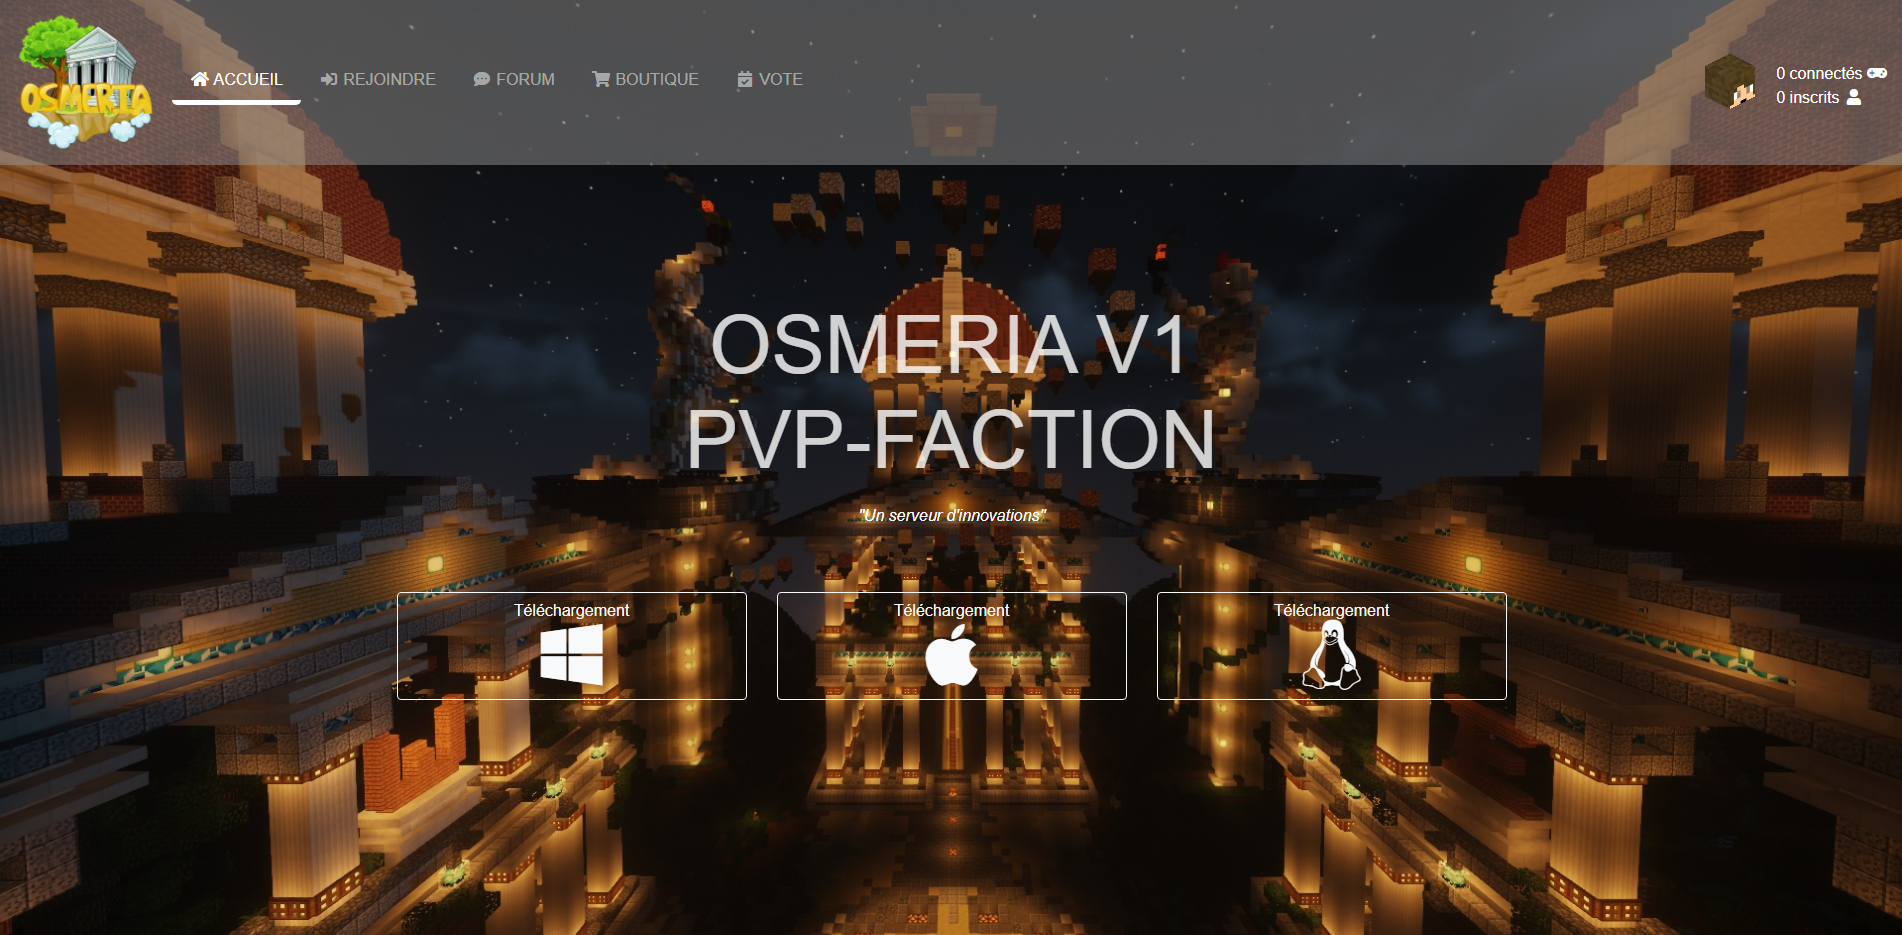 OSMERIA
ACCUEIL
REJOINDRE
FORUM
BOUTIQUE
VOTE
0 connectés
0 inscrits
OSMERIA V1
PVP-FACTION
"Un serveur d'innovations"
Téléchargement
Téléchargement
Téléchargement